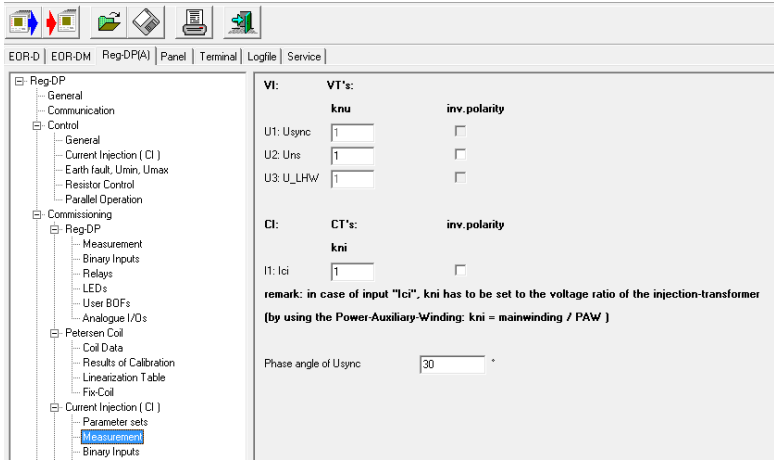 EOR-D EOR-DM Reg-DP(A) Panel Terminal Logfile Service
Reg-DP
General
Communication
Control
General
Current Injection ( CI )
Earth fault, Umin, Umax
Resistor Control
Parallel Operation
Commissioning
Reg-DP
Measurement
Binary Inputs
Relays
LEDs
User BOFs
Analogue I/Os
Petersen Coil
Coil Data
Results of Calibration
Linearization Table
Fix-Coil
Current Injection ( CI )
Parameter sets
Measurement
Binary Inputs
VI: VT's:
knu inv.polarity
U1: Usync 1
U2: Uns 1
U3: U_LHW 1
CI: CT's: inv.polarity
kni
I1: Ici 1
remark: in case of input "Ici", kni has to be set to the voltage ratio of the injection-transformer
(by using the Power-Auxiliary-Winding: kni = mainwinding / PAW )
Phase angle of Usync 30 °